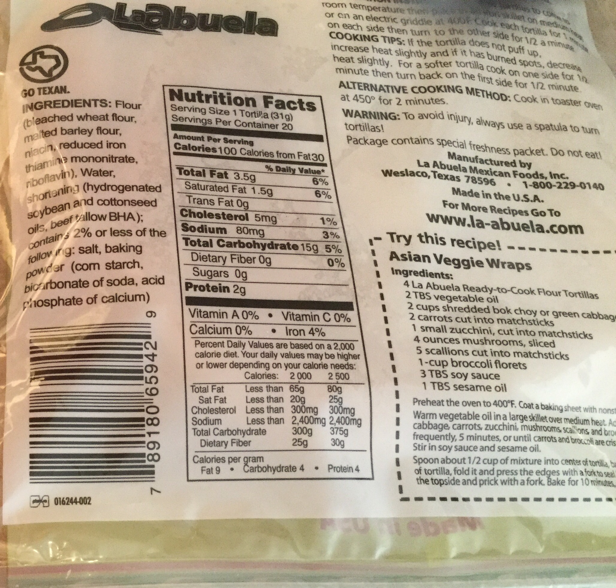 LaAbuela
GO TEXAN.
INGREDIENTS: Flour
(bleached wheat flour,
malted barley flour,
niacin, reduced iron
thiamine mononitrate,
riboflavin), Water,
shortening (hydrogenated
soybean and cottonseed
oils, beef tallow BHA);
contains 2% or less of the
following: salt, baking
powder (corn starch,
bicarbonate of soda, acid
phosphate of calcium)
7 89180 65942 9
016244-002
Nutrition Facts
Serving Size 1 Tortilla (31g)
Servings Per Container 20
Amount Per Serving
Calories 100 Calories from Fat 30
% Daily Value*
Total Fat 3.5g 6%
Saturated Fat 1.5g 6%
Trans Fat 0g
Cholesterol 5mg 1%
Sodium 80mg 3%
Total Carbohydrate 15g 5%
Dietary Fiber 0g 0%
Sugars 0g
Protein 2g
Vitamin A 0% • Vitamin C 0%
Calcium 0% • Iron 4%
Percent Daily Values are based on a 2,000
calorie diet. Your daily values may be higher
or lower depending on your calorie needs:
Calories: 2 000 2 500
Total Fat Less than 65g 80g
Sat Fat Less than 20g 25g
Cholesterol Less than 300mg 300mg
Sodium Less than 2,400mg 2,400mg
Total Carbohydrate 300g 375g
Dietary Fiber 25g 30g
Calories per gram
Fat 9 • Carbohydrate 4 • Protein 4
room temperature
or on an electric griddle at 400F. Cook each tortilla for 1
on each side then turn to the other side for 1/2 a minute
COOKING TIPS: If the tortilla does not puff up,
increase heat slightly and if it has burned spots, decrease
heat slightly. For a softer tortilla cook on one side for 1/2
minute then turn back on the first side for 1/2 minute.
ALTERNATIVE COOKING METHOD: Cook in toaster oven
at 450° for 2 minutes.
WARNING: To avoid injury, always use a spatula to turn
tortillas!
Package contains special freshness packet. Do not eat!
Manufactured by
La Abuela Mexican Foods, Inc.
Weslaco, Texas 78596 • 1-800-229-0140
Made in the U.S.A.
For More Recipes Go To
www.la-abuela.com
Try this recipe!
Asian Veggie Wraps
Ingredients:
4 La Abuela Ready-to-Cook Flour Tortillas
2 TBS vegetable oil
2 cups shredded bok choy or green cabbage
2 carrots cut into matchsticks
1 small zucchini, cut into matchsticks
4 ounces mushrooms, sliced
5 scallions cut into matchsticks
1-cup broccoli florets
3 TBS soy sauce
1 TBS sesame oil
Preheat the oven to 400°F. Coat a baking sheet with
Warm vegetable oil in a large skillet over medium heat.
cabbage, carrots, zucchini, mushrooms, scallions, and
frequently, 5 minutes, or until carrots and broccoli are
Stir in soy sauce and sesame oil.
Spoon about 1/2 cup of mixture into center of tortilla,
of tortilla, fold it and press the edges with a fork to seal
the topside and prick with a fork. Bake for 10 minutes,
Made in U.S.A